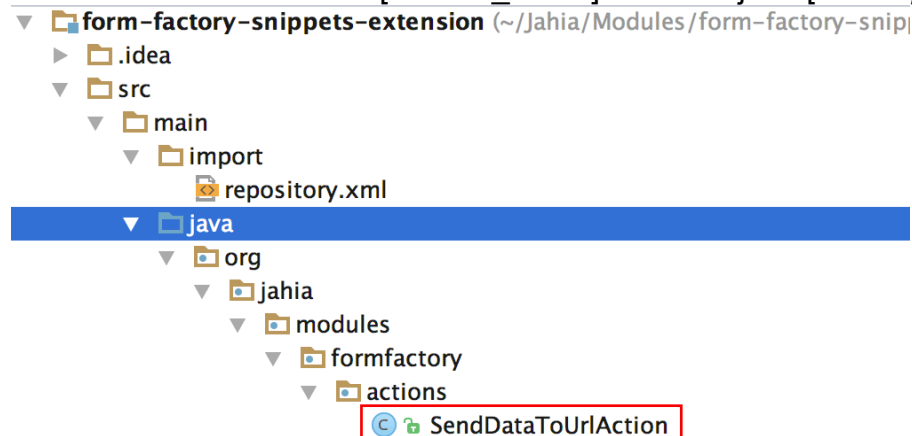 form-factory-snippets-extension (~/Jahia/Modules/form-factory-snip
.idea
src
main
import
repository.xml
java
org
jahia
modules
formfactory
actions
SendDataToUrlAction